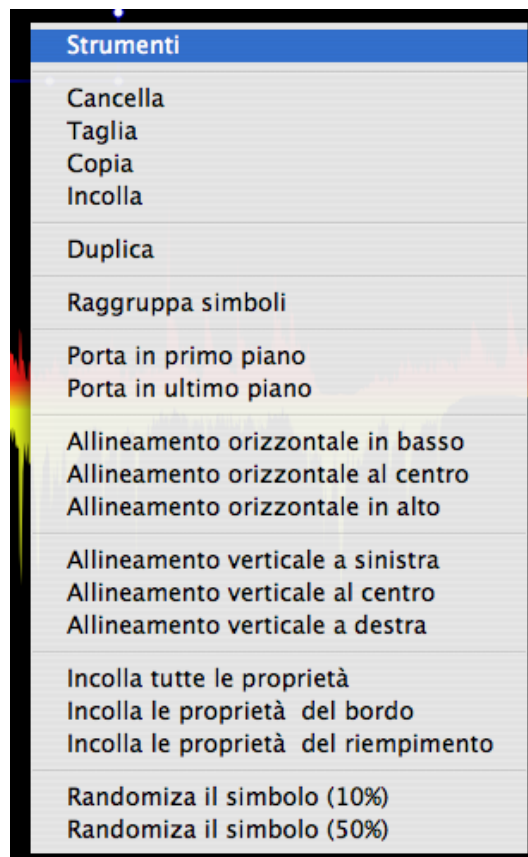 Strumenti
Cancella
Taglia
Copia
Incolla
Duplica
Raggruppa simboli
Porta in primo piano
Porta in ultimo piano
Allineamento orizzontale in basso
Allineamento orizzontale al centro
Allineamento orizzontale in alto
Allineamento verticale a sinistra
Allineamento verticale al centro
Allineamento verticale a destra
Incolla tutte le proprietà
Incolla le proprietà  del bordo
Incolla le proprietà  del riempimento
Randomiza il simbolo (10%)
Randomiza il simbolo (50%)